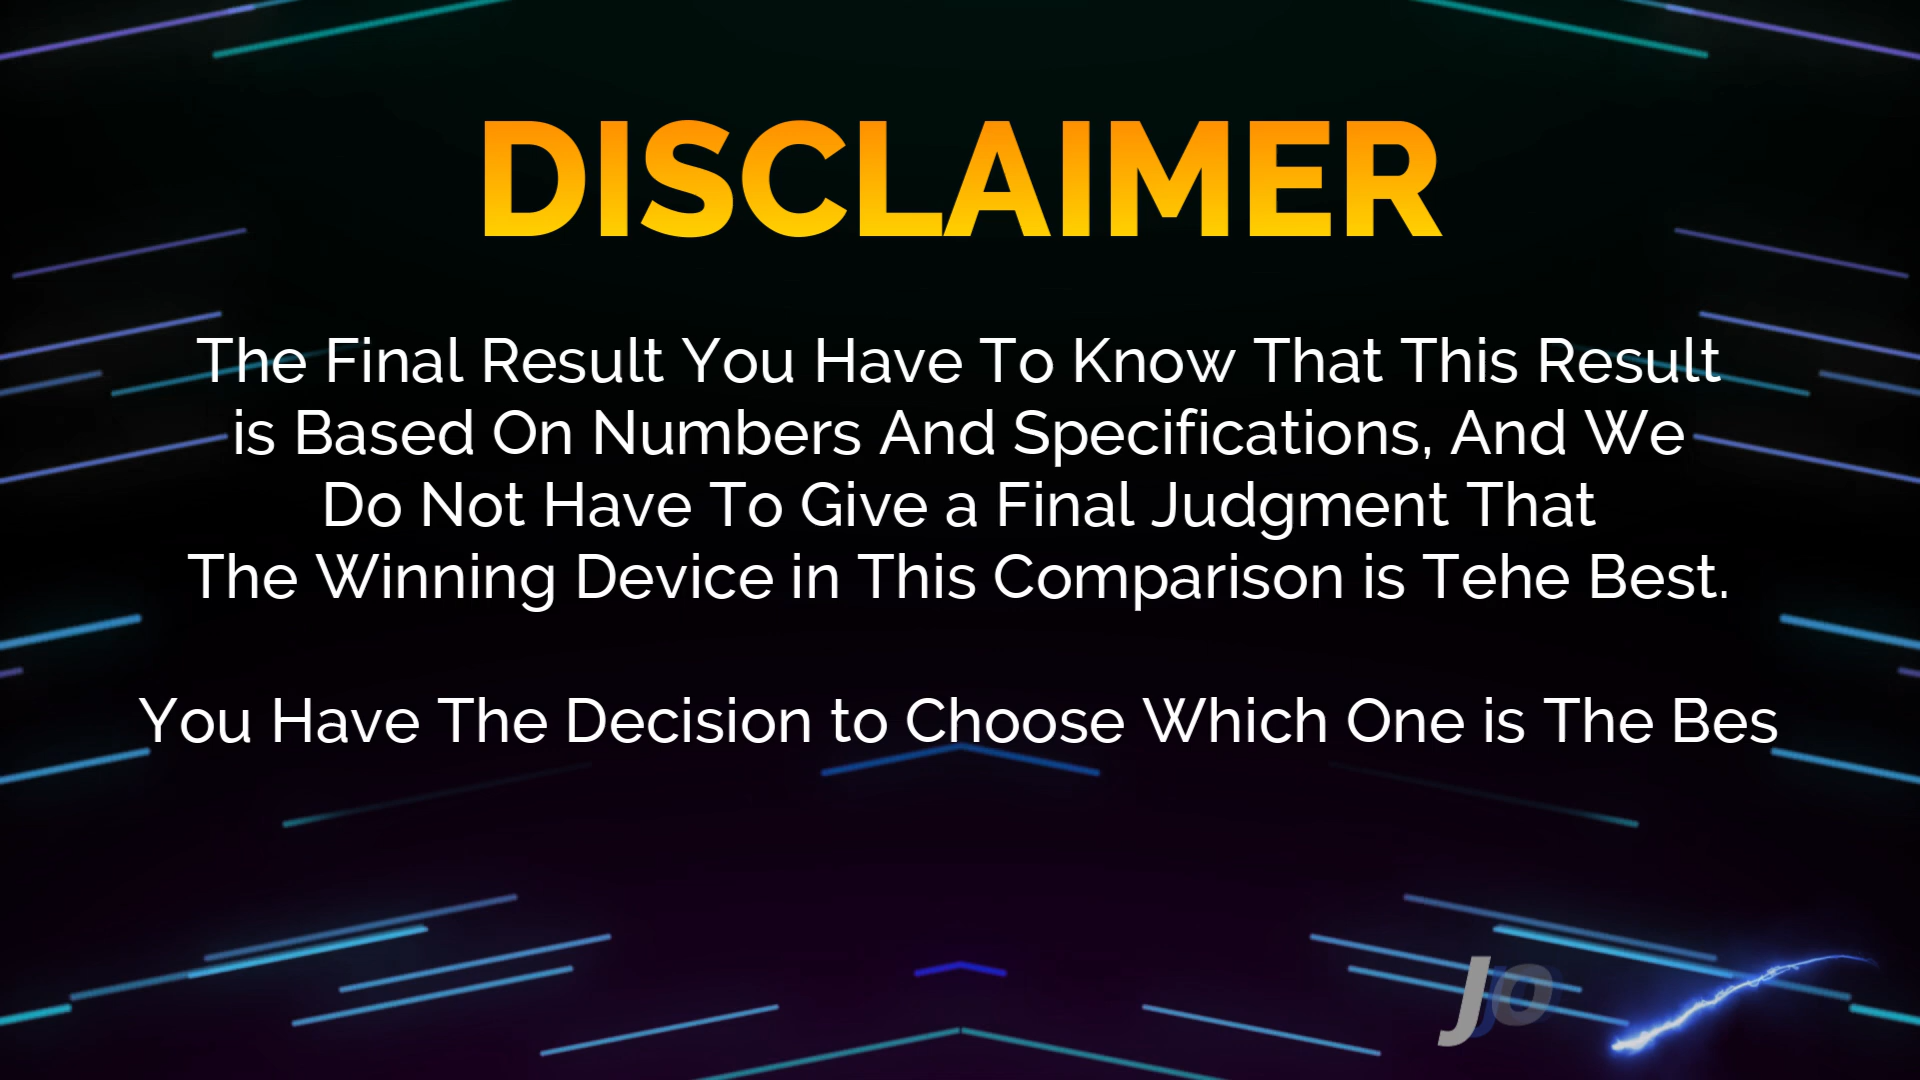 DISCLAIMER
The Final Result You Have To Know That This Result
is Based On Numbers And Specifications, And We
Do Not Have To Give a Final Judgment That
The Winning Device in This Comparison is Tehe Best.
You Have The Decision to Choose Which One is The Bes
JO